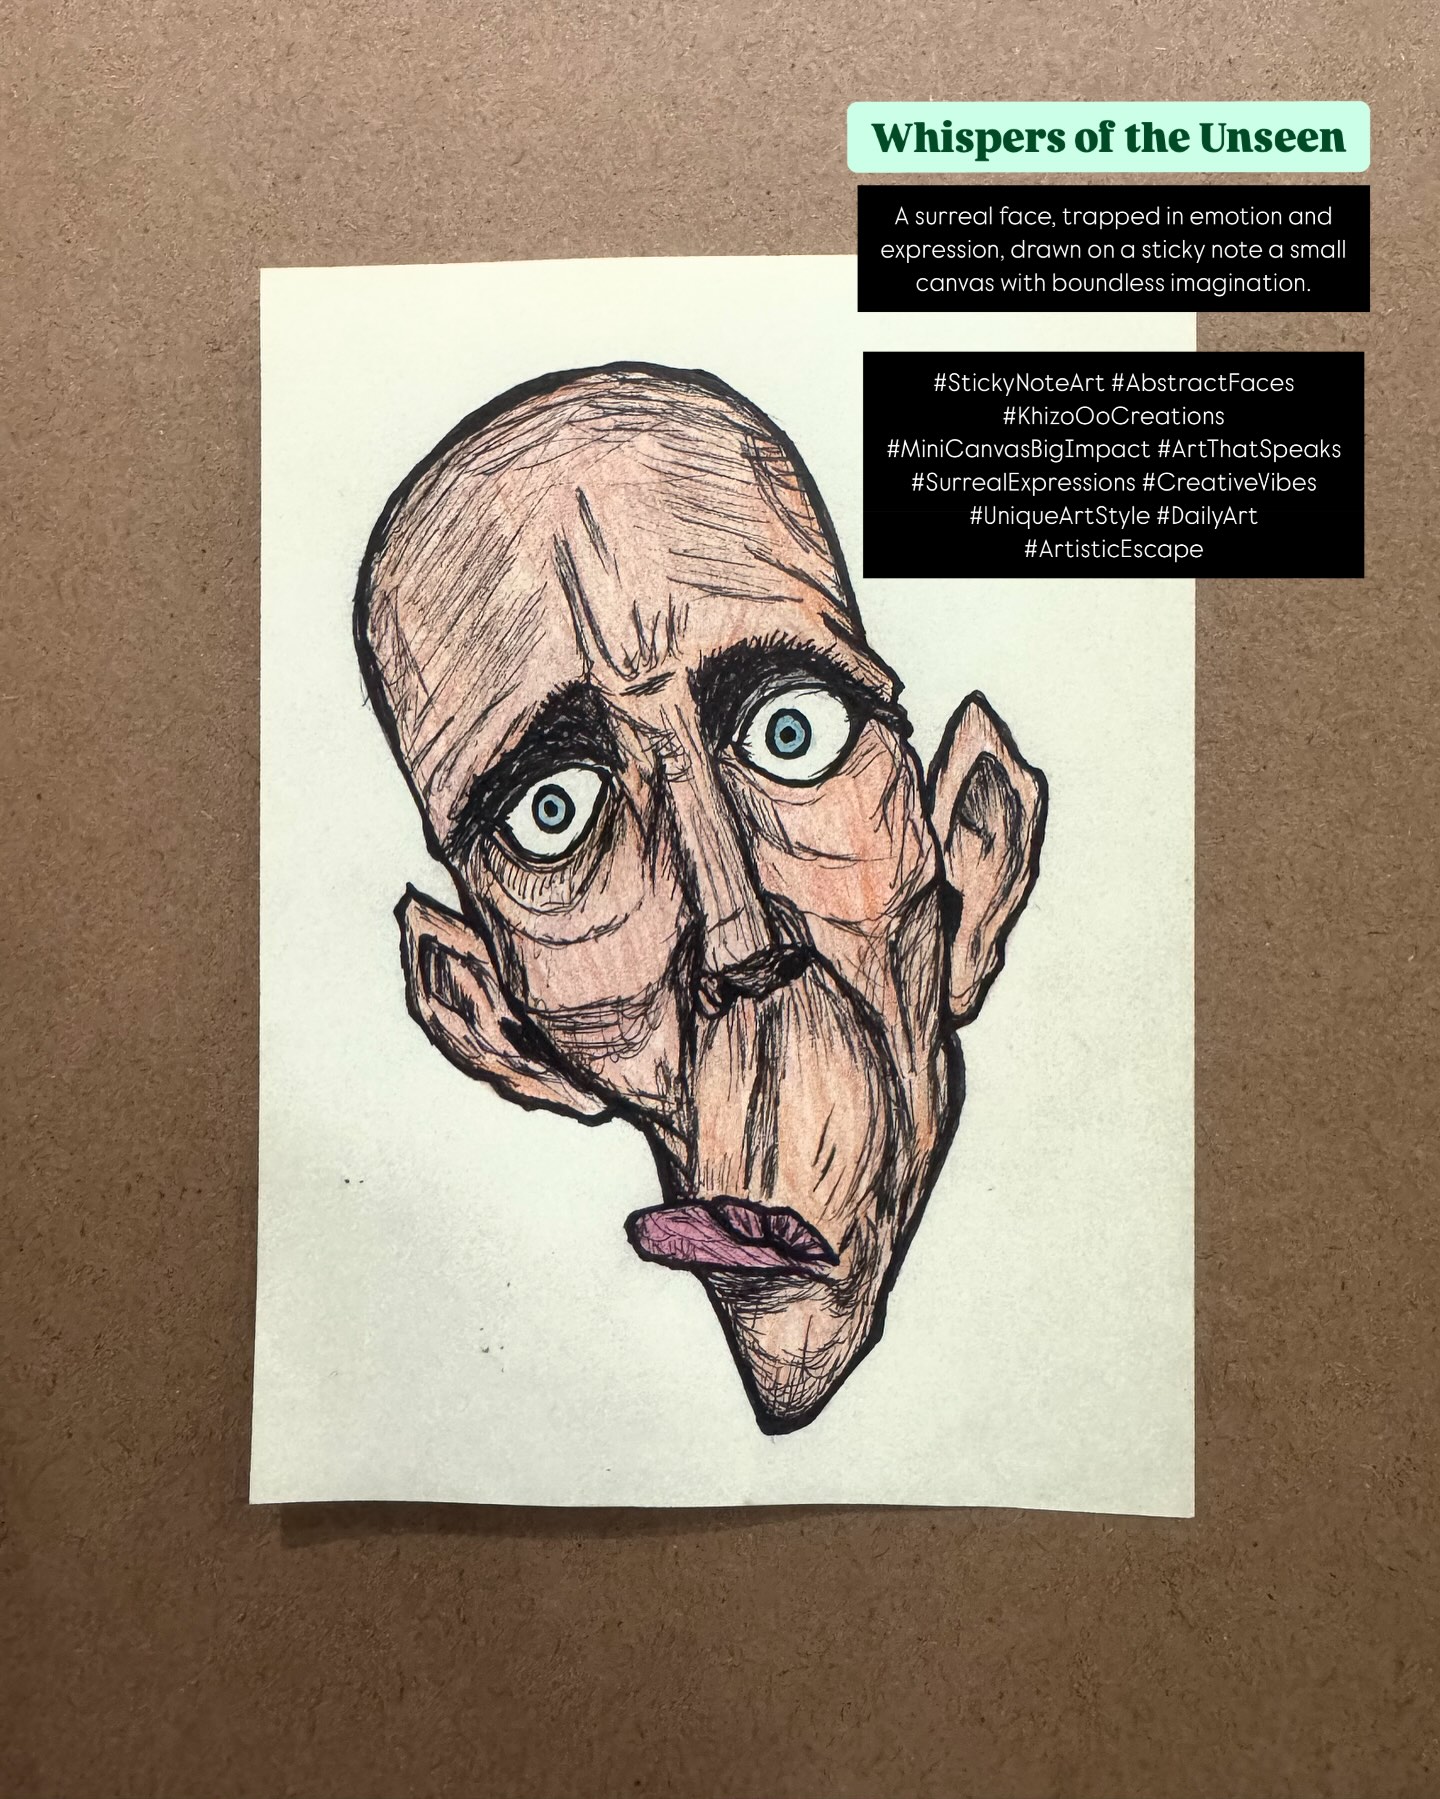 Whispers of the Unseen
A surreal face, trapped in emotion and
expression, drawn on a sticky note a small
canvas with boundless imagination.
#StickyNoteArt #AbstractFaces
#KhizoOoCreations
#MiniCanvasBigImpact #ArtThatSpeaks
#SurrealExpressions #CreativeVibes
#UniqueArtStyle #DailyArt
#ArtisticEscape